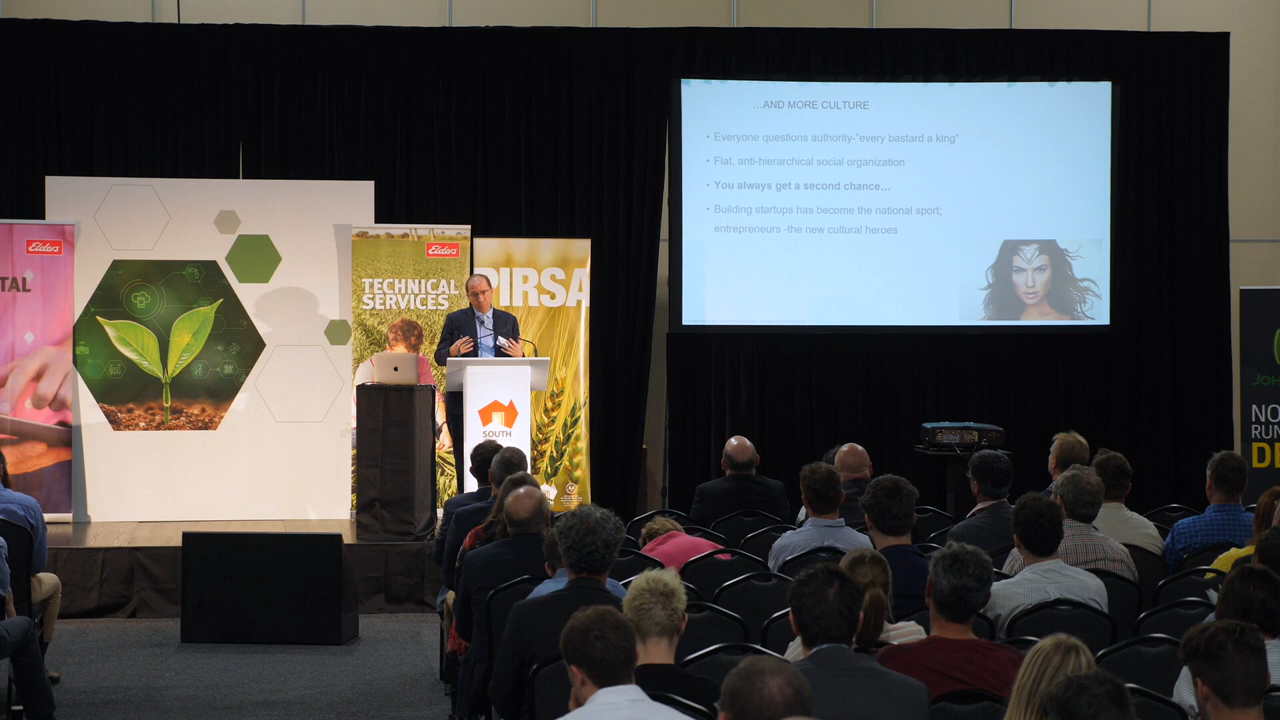 …AND MORE CULTURE
• Everyone questions authority-"every bastard a king"
• Flat, anti-hierarchical social organization
• You always get a second chance…
• Building startups has become the national sport;
entrepreneurs -the new cultural heroes
Elders
TAL
Elders
TECHNICAL
SERVICES
PIRSA
SOUTH
JOH
NO
RUN
DE